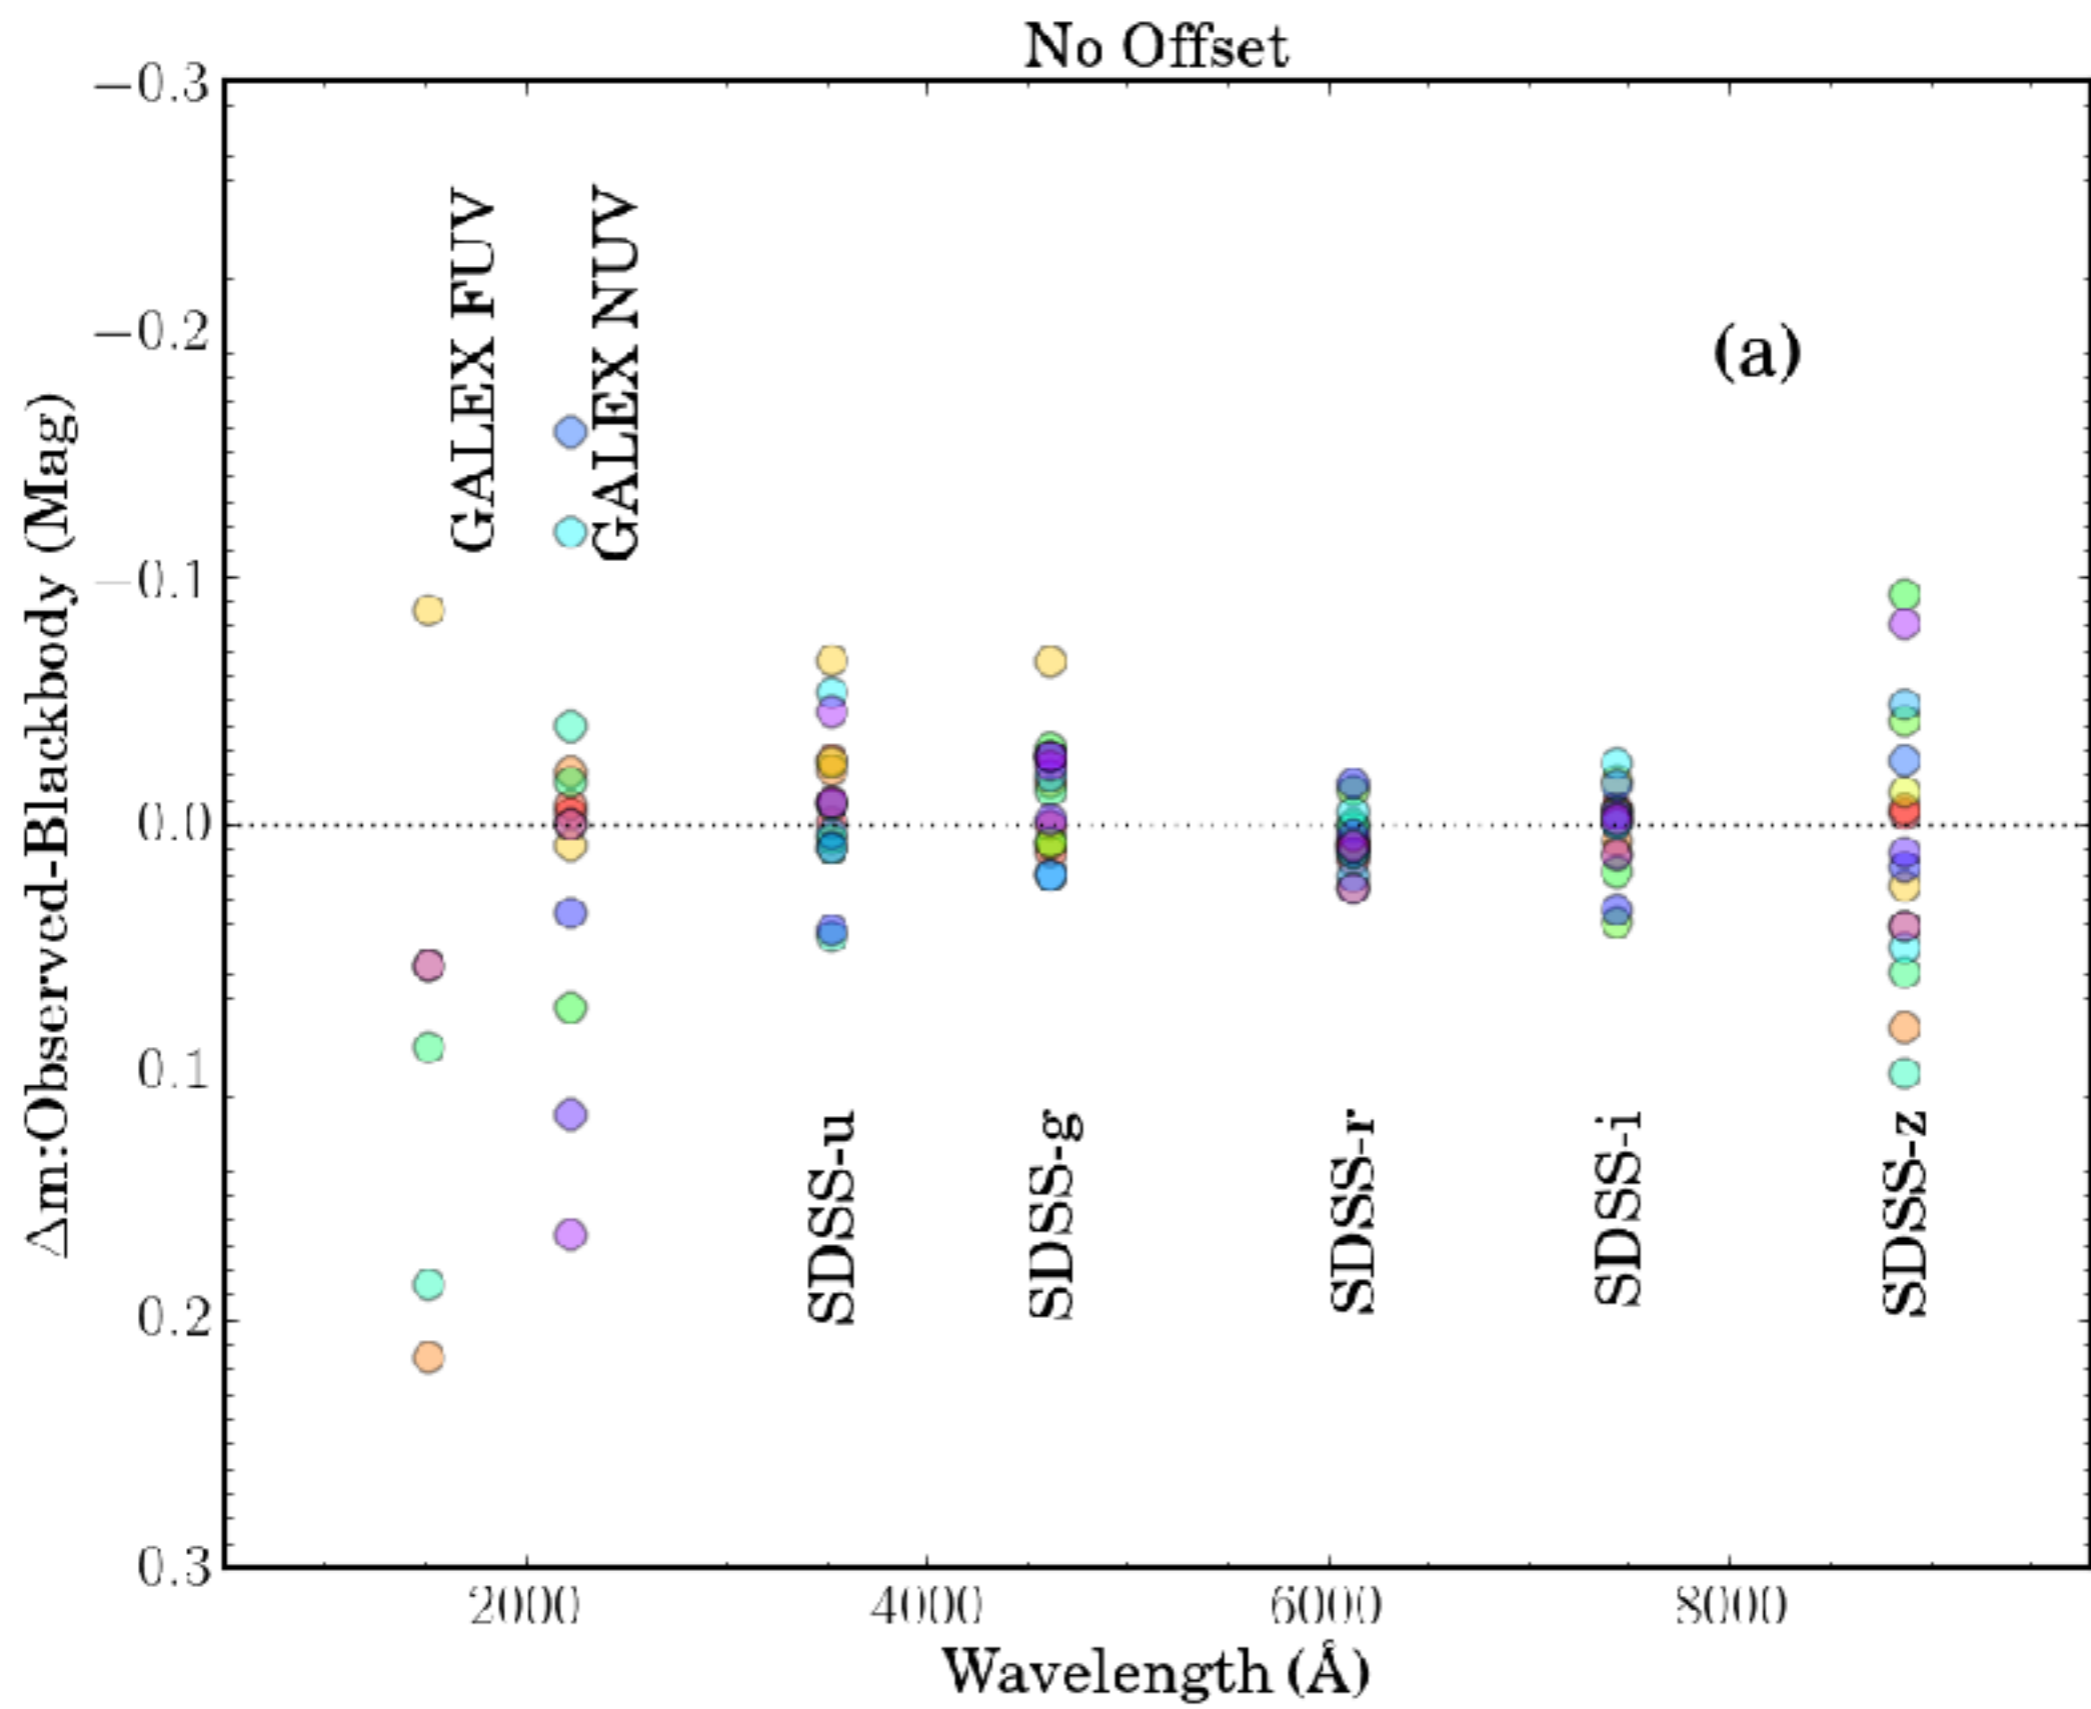 No Offset
−0.3
−0.2
−0.1
0.0
0.1
0.2
0.3
Δm:Observed-Blackbody (Mag)
GALEX FUV
GALEX NUV
(a)
SDSS-u
SDSS-g
SDSS-r
SDSS-i
SDSS-z
2000 4000 6000 8000
Wavelength (Å)